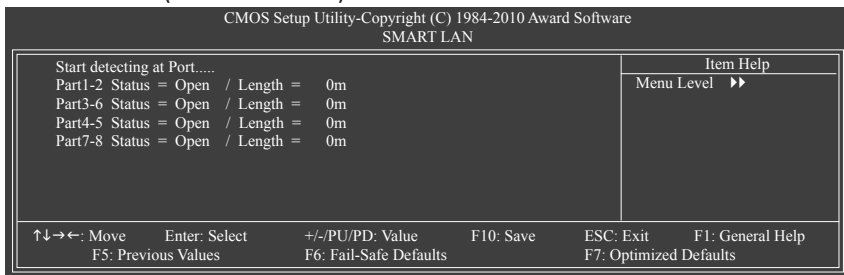 CMOS Setup Utility-Copyright (C) 1984-2010 Award Software
SMART LAN
Start detecting at Port.....
Part1-2 Status = Open / Length = 0m
Part3-6 Status = Open / Length = 0m
Part4-5 Status = Open / Length = 0m
Part7-8 Status = Open / Length = 0m
Item Help
Menu Level ▶▶
↑↓→←: Move Enter: Select +/-/PU/PD: Value F10: Save ESC: Exit F1: General Help
F5: Previous Values F6: Fail-Safe Defaults F7: Optimized Defaults